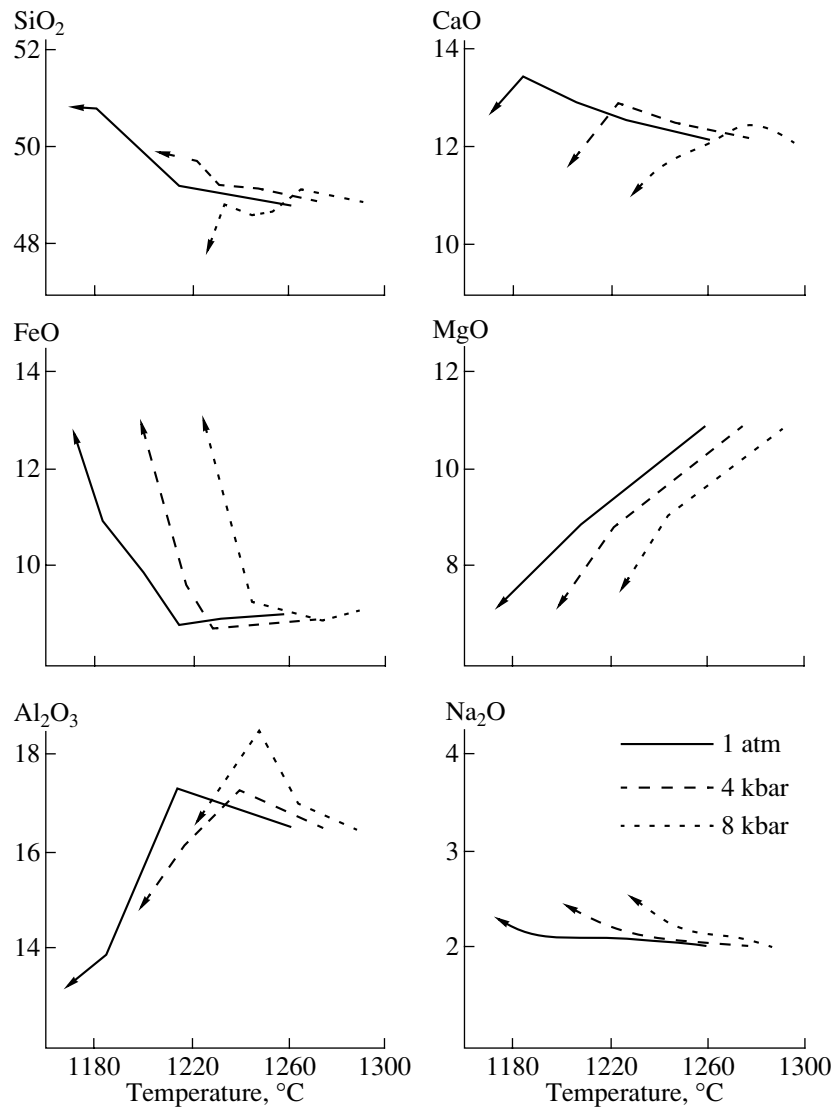 SiO₂
52
50
48
CaO
14
12
10
FeO
14
12
10
MgO
12
10
8
Al₂O₃
18
16
14
1180 1220 1260 1300
Temperature, °C
Na₂O
4
3
2
1 atm
4 kbar
8 kbar
1180 1220 1260 1300
Temperature, °C